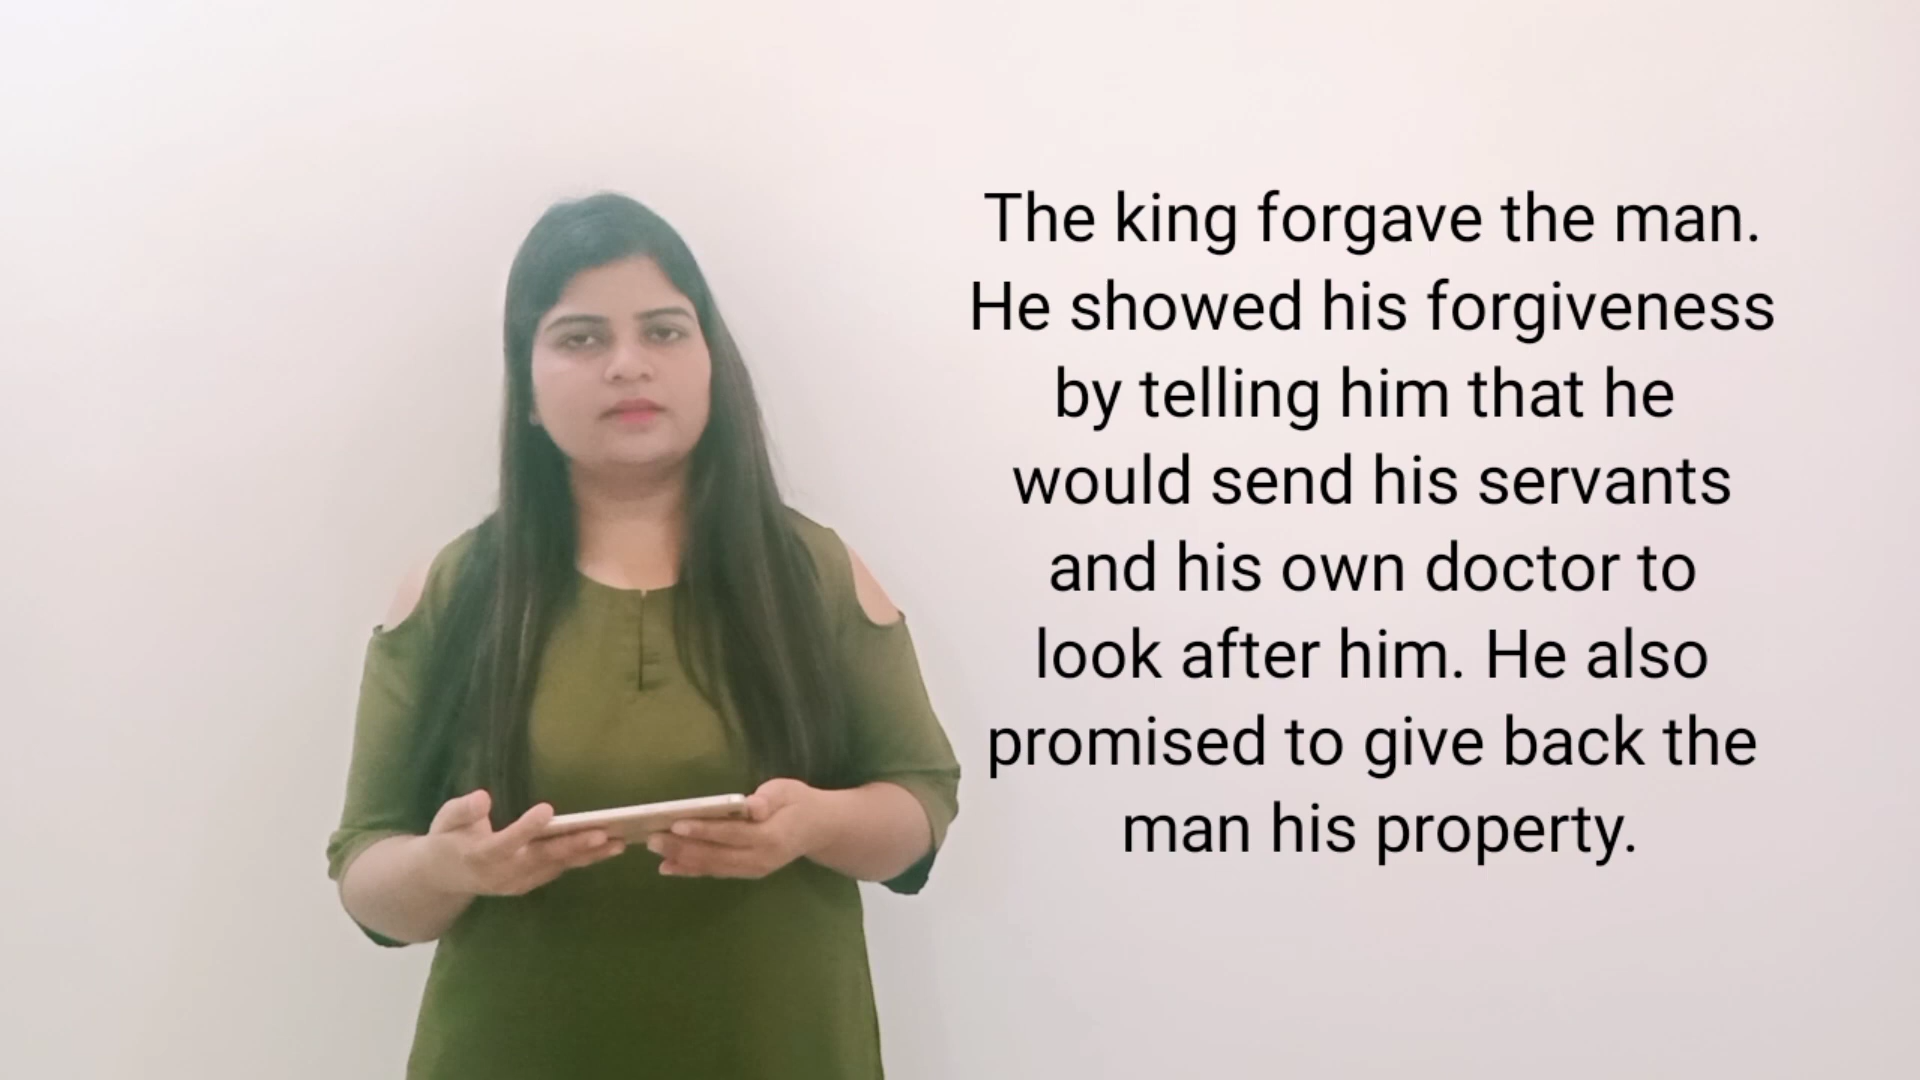 The king forgave the man.
He showed his forgiveness
by telling him that he
would send his servants
and his own doctor to
look after him. He also
promised to give back the
man his property.